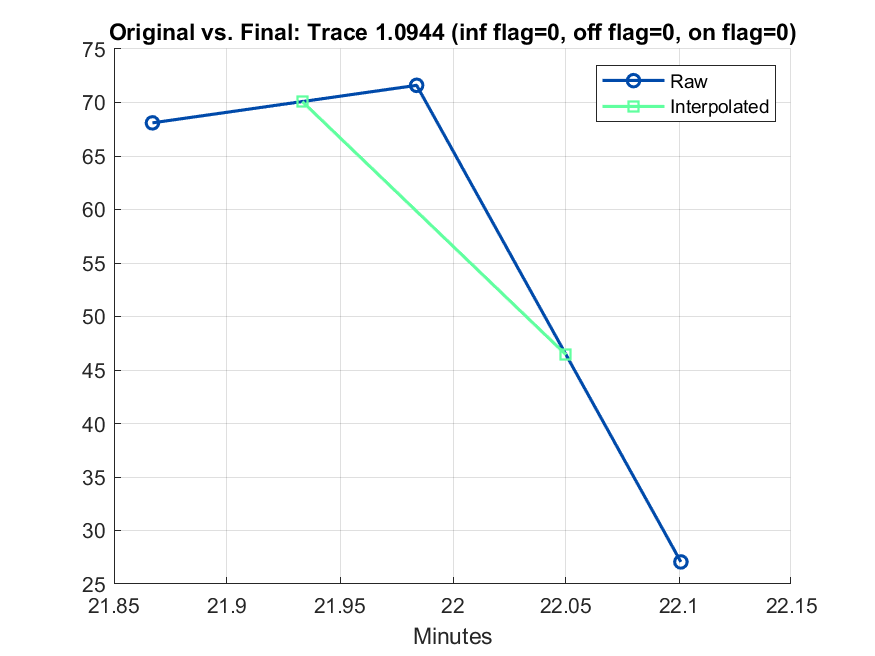 Original vs. Final: Trace 1.0944 (inf flag=0, off flag=0, on flag=0)
75
70
65
60
55
50
45
40
35
30
25
Raw
Interpolated
21.85 21.9 21.95 22 22.05 22.1 22.15
Minutes